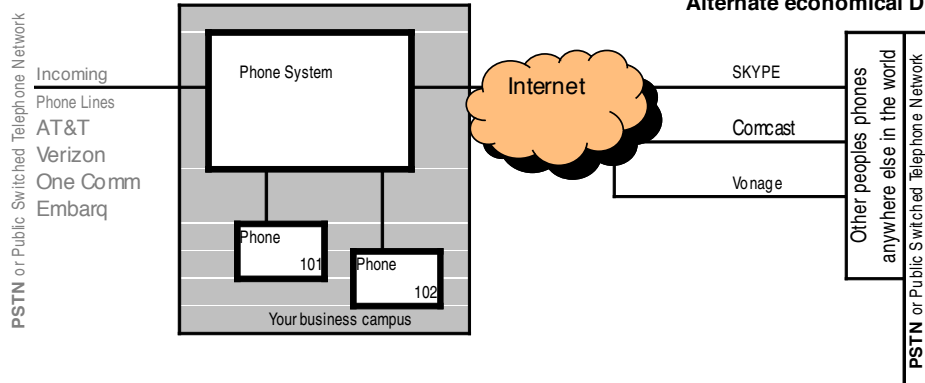 Alternate economical D
PSTN or Public Switched Telephone Network
Incoming
Phone Lines
AT&T
Verizon
One Comm
Embarq
Phone System
Phone
101
Phone
102
Your business campus
Internet
SKYPE
Comcast
Vonage
Other peoples phones
anywhere else in the world
PSTN or Public Switched Telephone Network